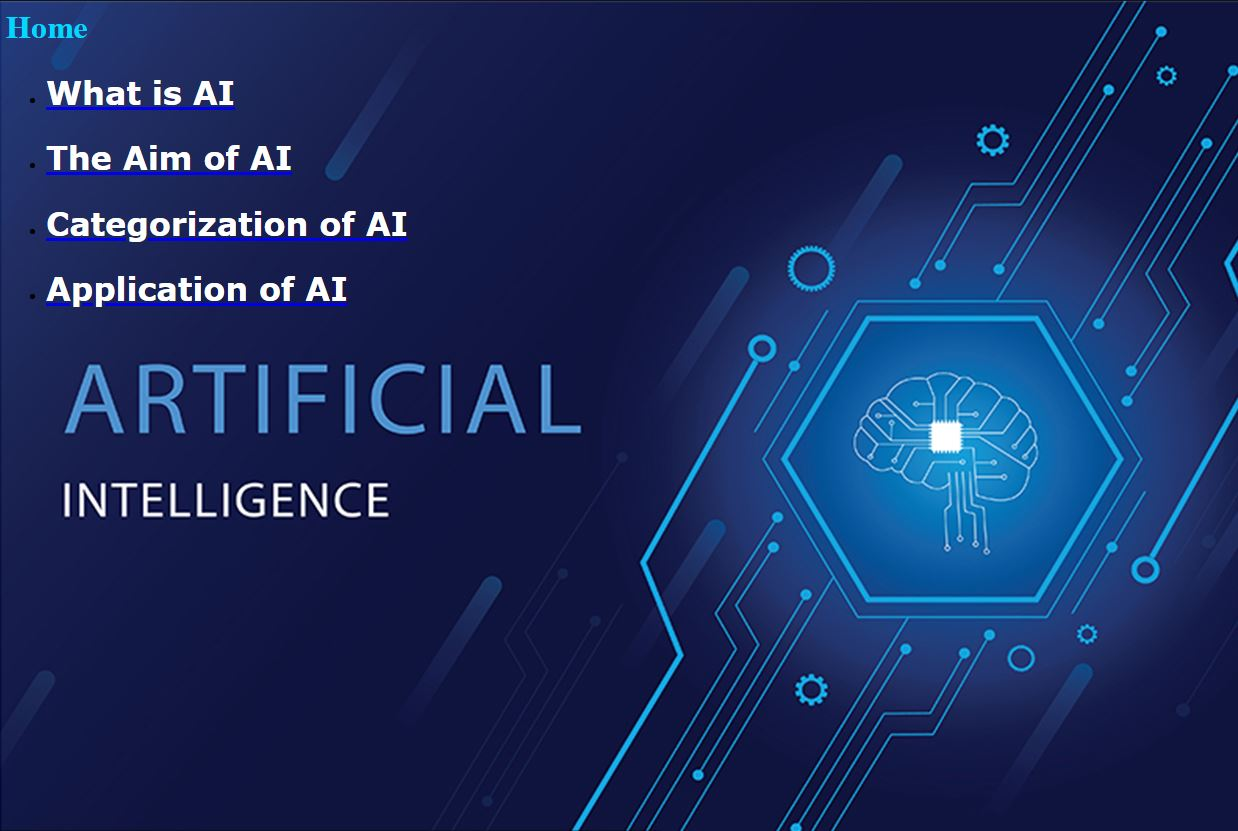 Home
What is AI
The Aim of AI
Categorization of AI
Application of AI
ARTIFICIAL
INTELLIGENCE